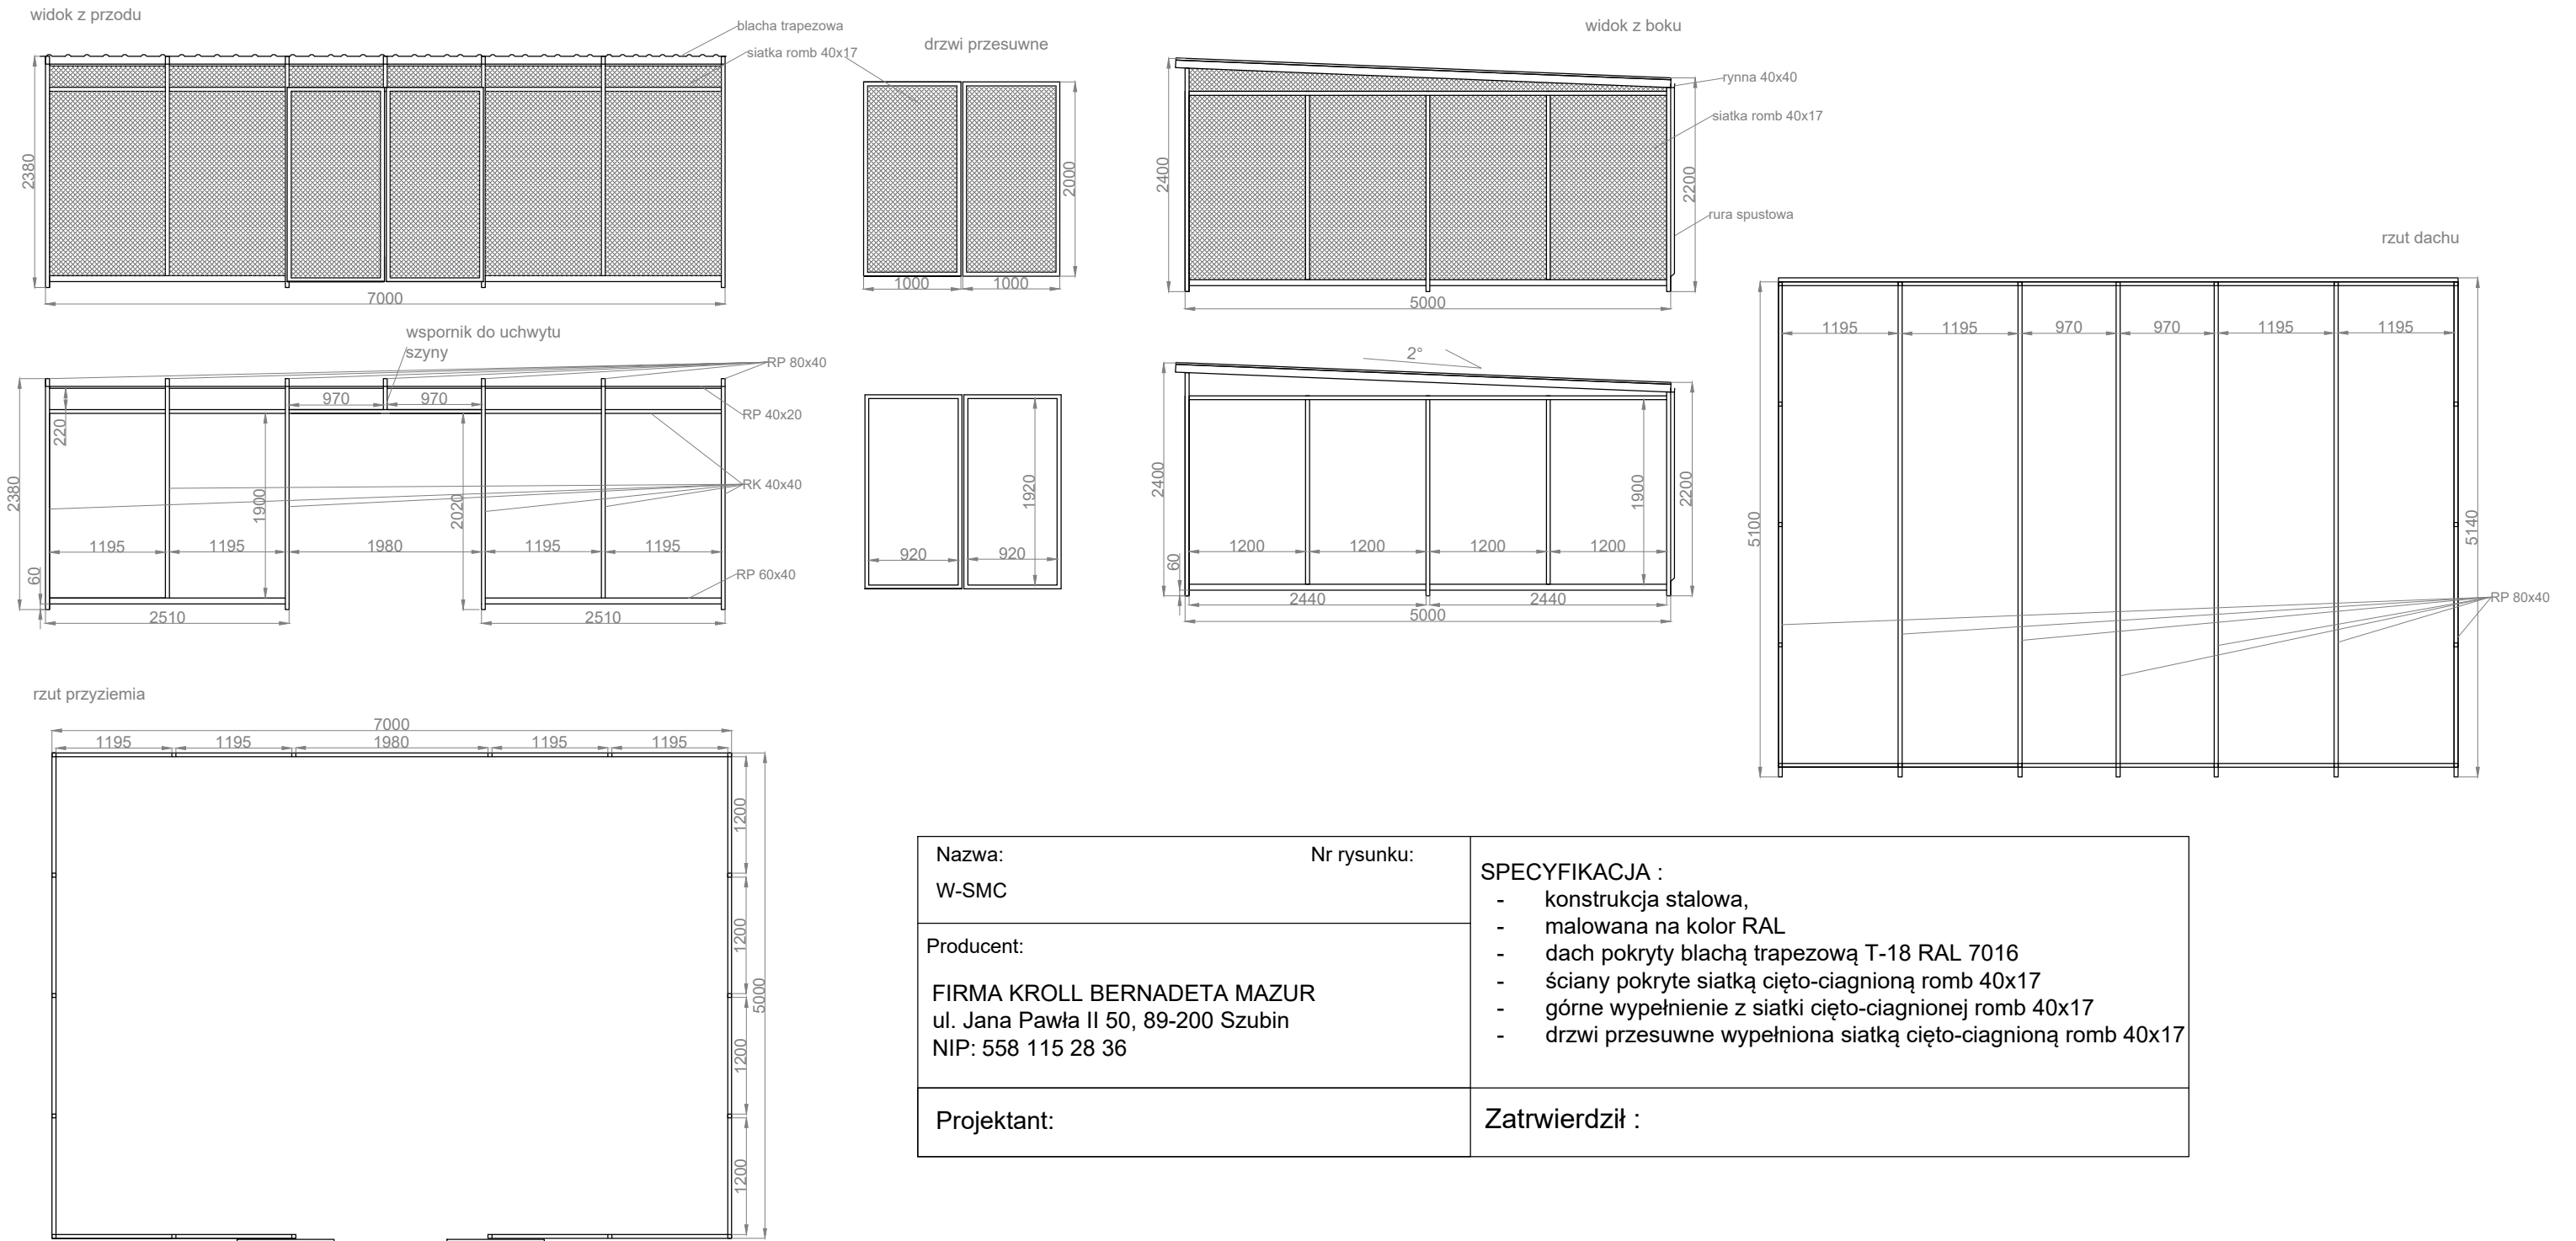 widok z przodu
blacha trapezowa
siatka romb 40x17
2380
7000
drzwi przesuwne
2000
1000
1000
widok z boku
rynna 40x40
siatka romb 40x17
rura spustowa
2400
2200
5000
wspornik do uchwytu
szyny
RP 80x40
RP 40x20
RK 40x40
RP 60x40
970
970
220
2380
1900
2020
1195
1195
1980
1195
1195
60
2510
2510
1920
920
920
2°
2400
1900
2200
1200
1200
1200
1200
60
2440
2440
5000
rzut dachu
1195
1195
970
970
1195
1195
5100
5140
RP 80x40
rzut przyziemia
7000
1195
1195
1980
1195
1195
1200
1200
1200
1200
5000
Nazwa:
Nr rysunku:
W-SMC
Producent:
FIRMA KROLL BERNADETA MAZUR
ul. Jana Pawła II 50, 89-200 Szubin
NIP: 558 115 28 36
Projektant:
SPECYFIKACJA :
- konstrukcja stalowa,
- malowana na kolor RAL
- dach pokryty blachą trapezową T-18 RAL 7016
- ściany pokryte siatką cięto-ciagnioną romb 40x17
- górne wypełnienie z siatki cięto-ciagnionej romb 40x17
- drzwi przesuwne wypełniona siatką cięto-ciagnioną romb 40x17
Zatrwierdził :